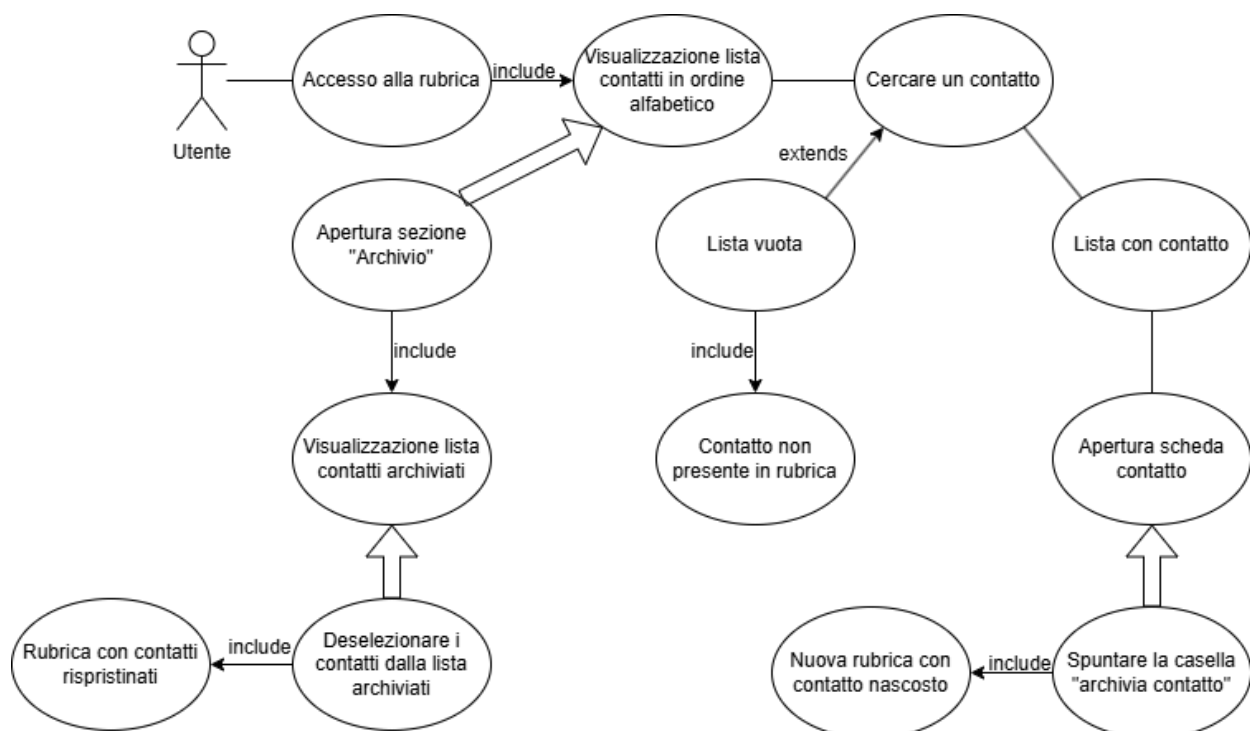 Utente
Accesso alla rubrica
include
Visualizzazione lista
contatti in ordine
alfabetico
Cercare un contatto
extends
Apertura sezione
"Archivio"
Lista vuota
Lista con contatto
include
include
Visualizzazione lista
contatti archiviati
Contatto non
presente in rubrica
Apertura scheda
contatto
Rubrica con contatti
rispristinati
include
Deselezionare i
contatti dalla lista
archiviati
Nuova rubrica con
contatto nascosto
include
Spuntare la casella
"archivia contatto"